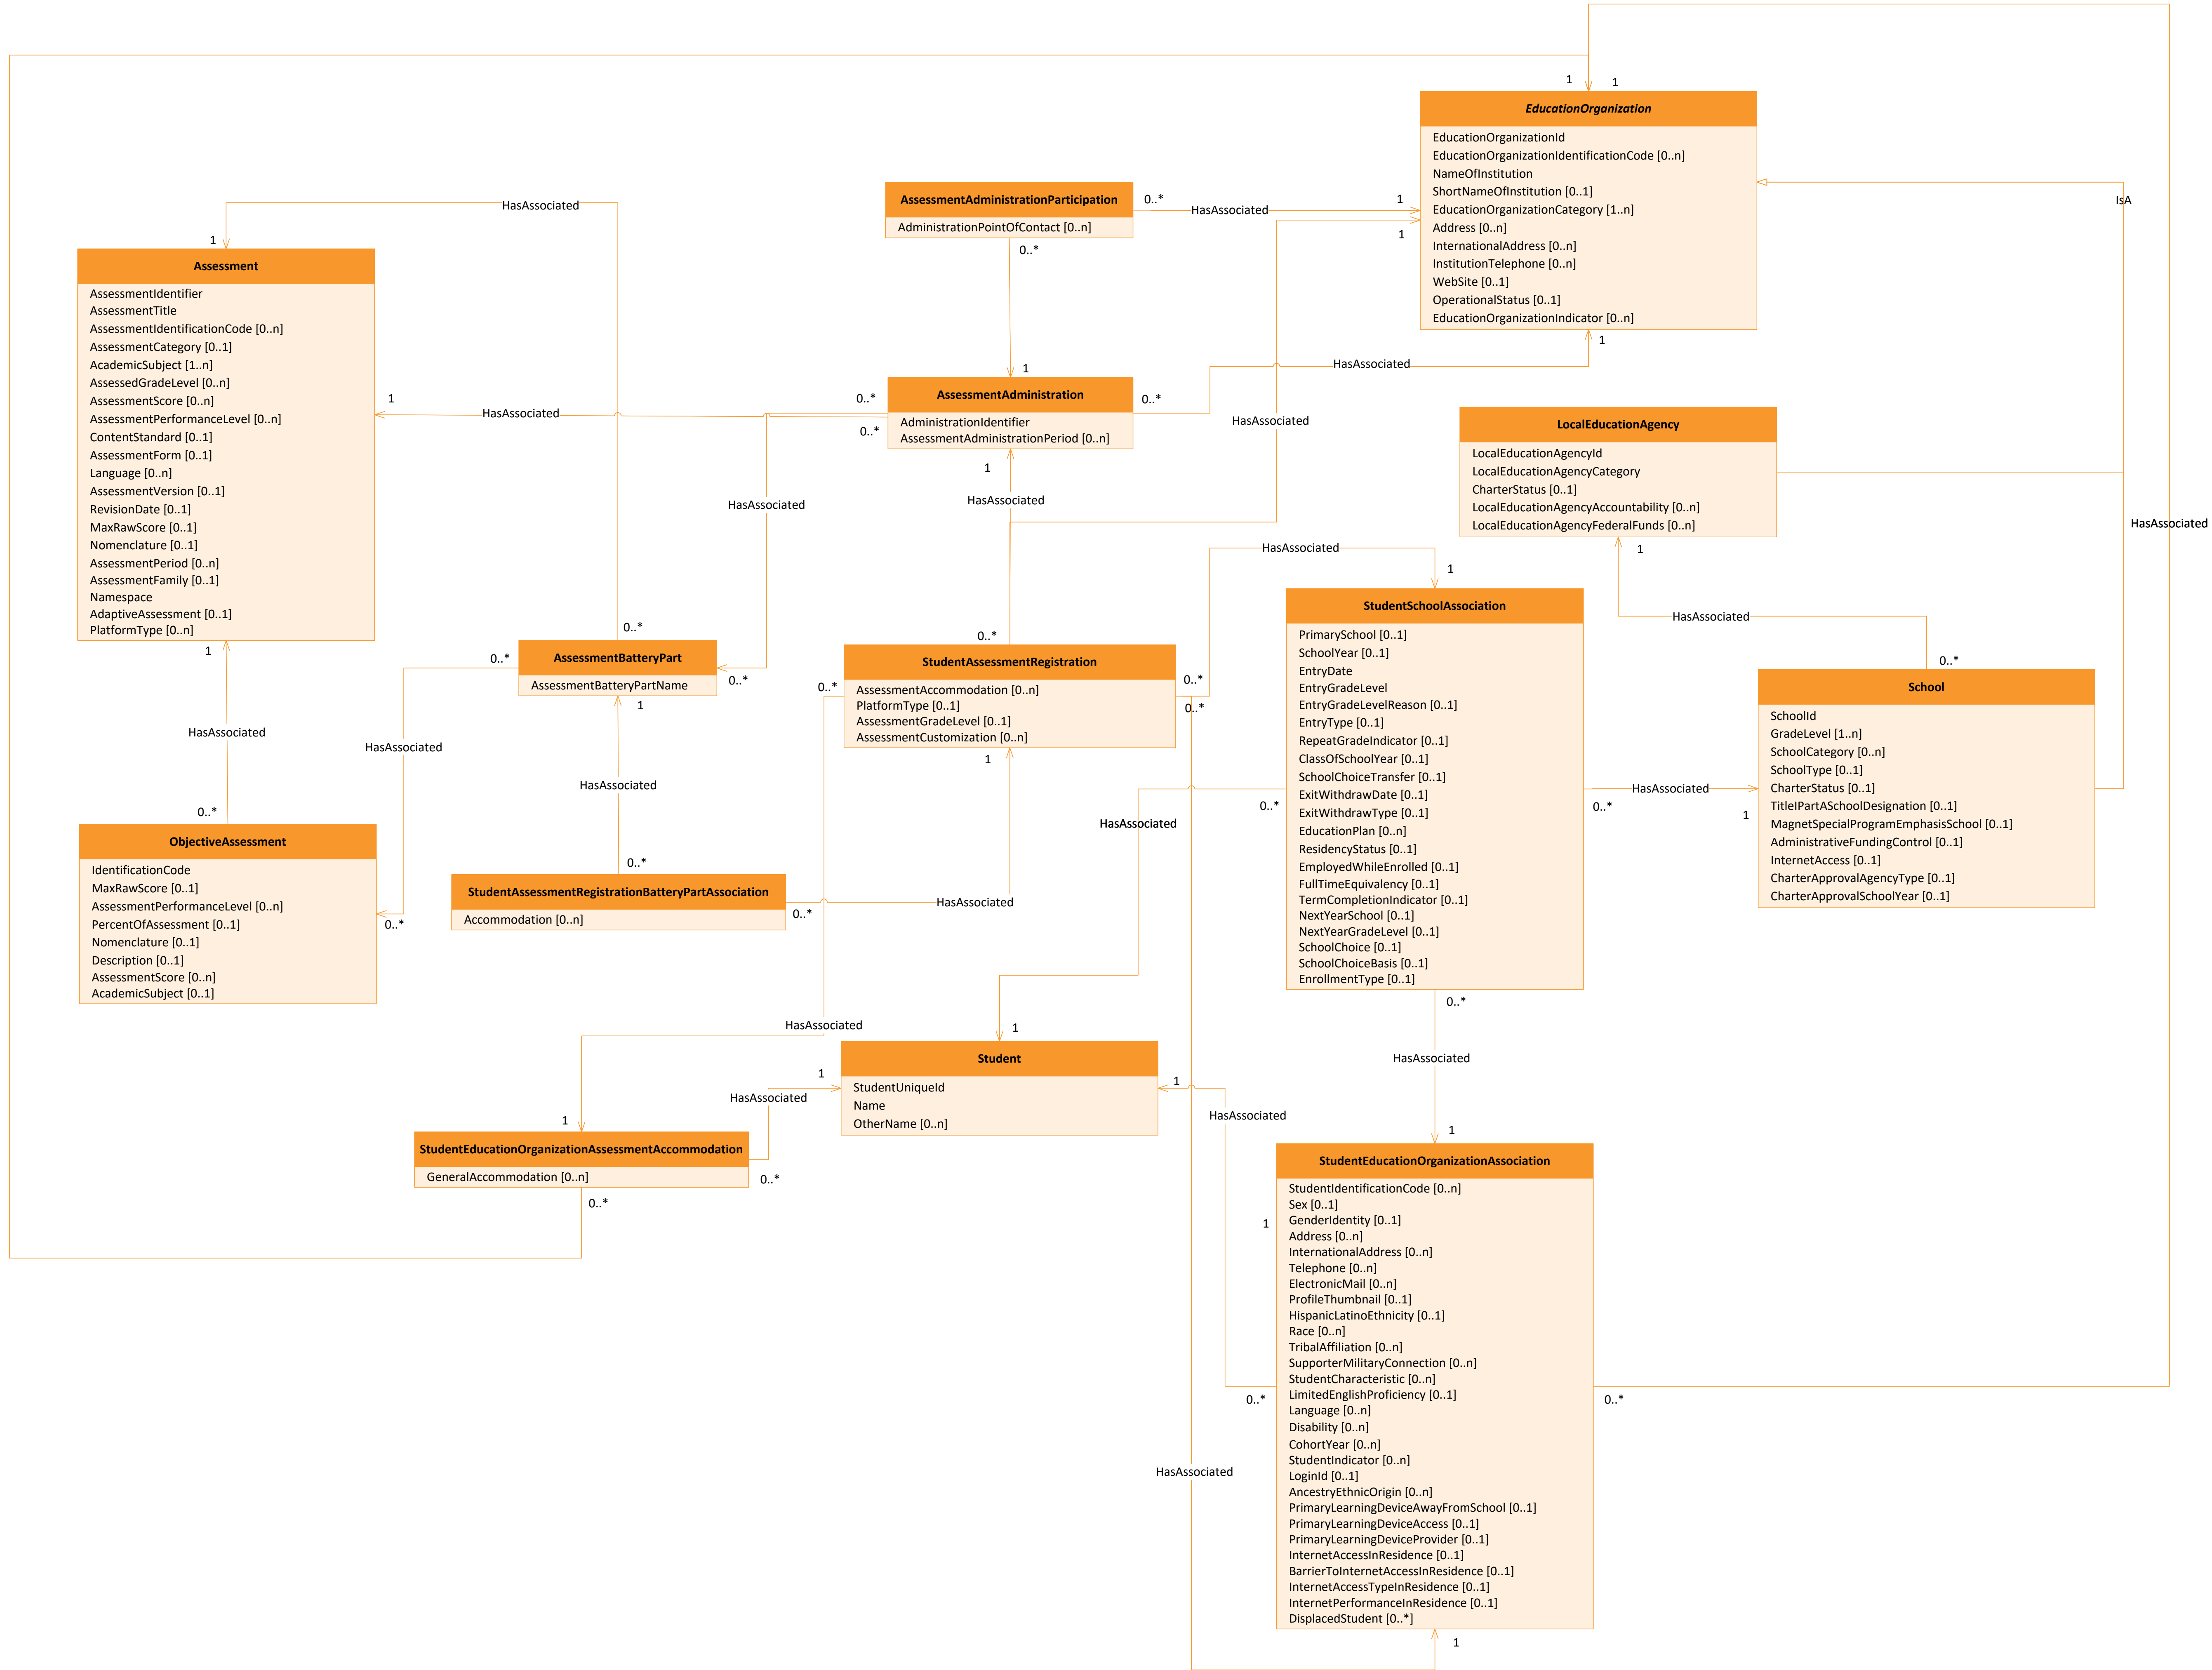 1
1
EducationOrganization
EducationOrganizationId
EducationOrganizationIdentificationCode [0..n]
NameOfInstitution
ShortNameOfInstitution [0..1]
EducationOrganizationCategory [1..n]
Address [0..n]
InternationalAddress [0..n]
InstitutionTelephone [0..n]
WebSite [0..1]
OperationalStatus [0..1]
EducationOrganizationIndicator [0..n]
AssessmentAdministrationParticipation
AdministrationPointOfContact [0..n]
0..*
HasAssociated
1
1
0..*
IsA
HasAssociated
1
Assessment
AssessmentIdentifier
AssessmentTitle
AssessmentIdentificationCode [0..n]
AssessmentCategory [0..1]
AcademicSubject [1..n]
AssessedGradeLevel [0..n]
AssessmentScore [0..n]
AssessmentPerformanceLevel [0..n]
ContentStandard [0..1]
AssessmentForm [0..1]
Language [0..n]
AssessmentVersion [0..1]
RevisionDate [0..1]
MaxRawScore [0..1]
Nomenclature [0..1]
AssessmentPeriod [0..n]
AssessmentFamily [0..1]
Namespace
AdaptiveAssessment [0..1]
PlatformType [0..n]
1
1
HasAssociated
0..*
0..*
1
AssessmentAdministration
AdministrationIdentifier
AssessmentAdministrationPeriod [0..n]
0..*
HasAssociated
1
HasAssociated
1
HasAssociated
HasAssociated
LocalEducationAgency
LocalEducationAgencyId
LocalEducationAgencyCategory
CharterStatus [0..1]
LocalEducationAgencyAccountability [0..n]
LocalEducationAgencyFederalFunds [0..n]
1
HasAssociated
HasAssociated
1
HasAssociated
0..*
0..*
0..*
AssessmentBatteryPart
AssessmentBatteryPartName
0..*
1
0..*
StudentAssessmentRegistration
AssessmentAccommodation [0..n]
PlatformType [0..1]
AssessmentGradeLevel [0..1]
AssessmentCustomization [0..n]
0..*
0..*
0..*
1
StudentSchoolAssociation
PrimarySchool [0..1]
SchoolYear [0..1]
EntryDate
EntryGradeLevel
EntryGradeLevelReason [0..1]
EntryType [0..1]
RepeatGradeIndicator [0..1]
ClassOfSchoolYear [0..1]
SchoolChoiceTransfer [0..1]
ExitWithdrawDate [0..1]
ExitWithdrawType [0..1]
EducationPlan [0..n]
ResidencyStatus [0..1]
EmployedWhileEnrolled [0..1]
FullTimeEquivalency [0..1]
TermCompletionIndicator [0..1]
NextYearSchool [0..1]
NextYearGradeLevel [0..1]
SchoolChoice [0..1]
SchoolChoiceBasis [0..1]
EnrollmentType [0..1]
0..*
HasAssociated
0..*
HasAssociated
1
School
SchoolId
GradeLevel [1..n]
SchoolCategory [0..n]
SchoolType [0..1]
CharterStatus [0..1]
TitleIPartASchoolDesignation [0..1]
MagnetSpecialProgramEmphasisSchool [0..1]
AdministrativeFundingControl [0..1]
InternetAccess [0..1]
CharterApprovalAgencyType [0..1]
CharterApprovalSchoolYear [0..1]
HasAssociated
HasAssociated
HasAssociated
0..*
ObjectiveAssessment
IdentificationCode
MaxRawScore [0..1]
AssessmentPerformanceLevel [0..n]
PercentOfAssessment [0..1]
Nomenclature [0..1]
Description [0..1]
AssessmentScore [0..n]
AcademicSubject [0..1]
0..*
0..*
StudentAssessmentRegistrationBatteryPartAssociation
Accommodation [0..n]
0..*
HasAssociated
0..*
HasAssociated
HasAssociated
1
1
HasAssociated
1
Student
StudentUniqueId
Name
OtherName [0..n]
1
HasAssociated
0..*
HasAssociated
1
StudentEducationOrganizationAssessmentAccommodation
GeneralAccommodation [0..n]
0..*
0..*
StudentEducationOrganizationAssociation
StudentIdentificationCode [0..n]
Sex [0..1]
GenderIdentity [0..1]
Address [0..n]
InternationalAddress [0..n]
Telephone [0..n]
ElectronicMail [0..n]
ProfileThumbnail [0..1]
HispanicLatinoEthnicity [0..1]
Race [0..n]
TribalAffiliation [0..n]
SupporterMilitaryConnection [0..n]
StudentCharacteristic [0..n]
LimitedEnglishProficiency [0..1]
Language [0..n]
Disability [0..n]
CohortYear [0..n]
StudentIndicator [0..n]
LoginId [0..1]
AncestryEthnicOrigin [0..n]
PrimaryLearningDeviceAwayFromSchool [0..1]
PrimaryLearningDeviceAccess [0..1]
PrimaryLearningDeviceProvider [0..1]
InternetAccessInResidence [0..1]
BarrierToInternetAccessInResidence [0..1]
InternetAccessTypeInResidence [0..1]
InternetPerformanceInResidence [0..1]
DisplacedStudent [0..*]
1
0..*
0..*
HasAssociated
1